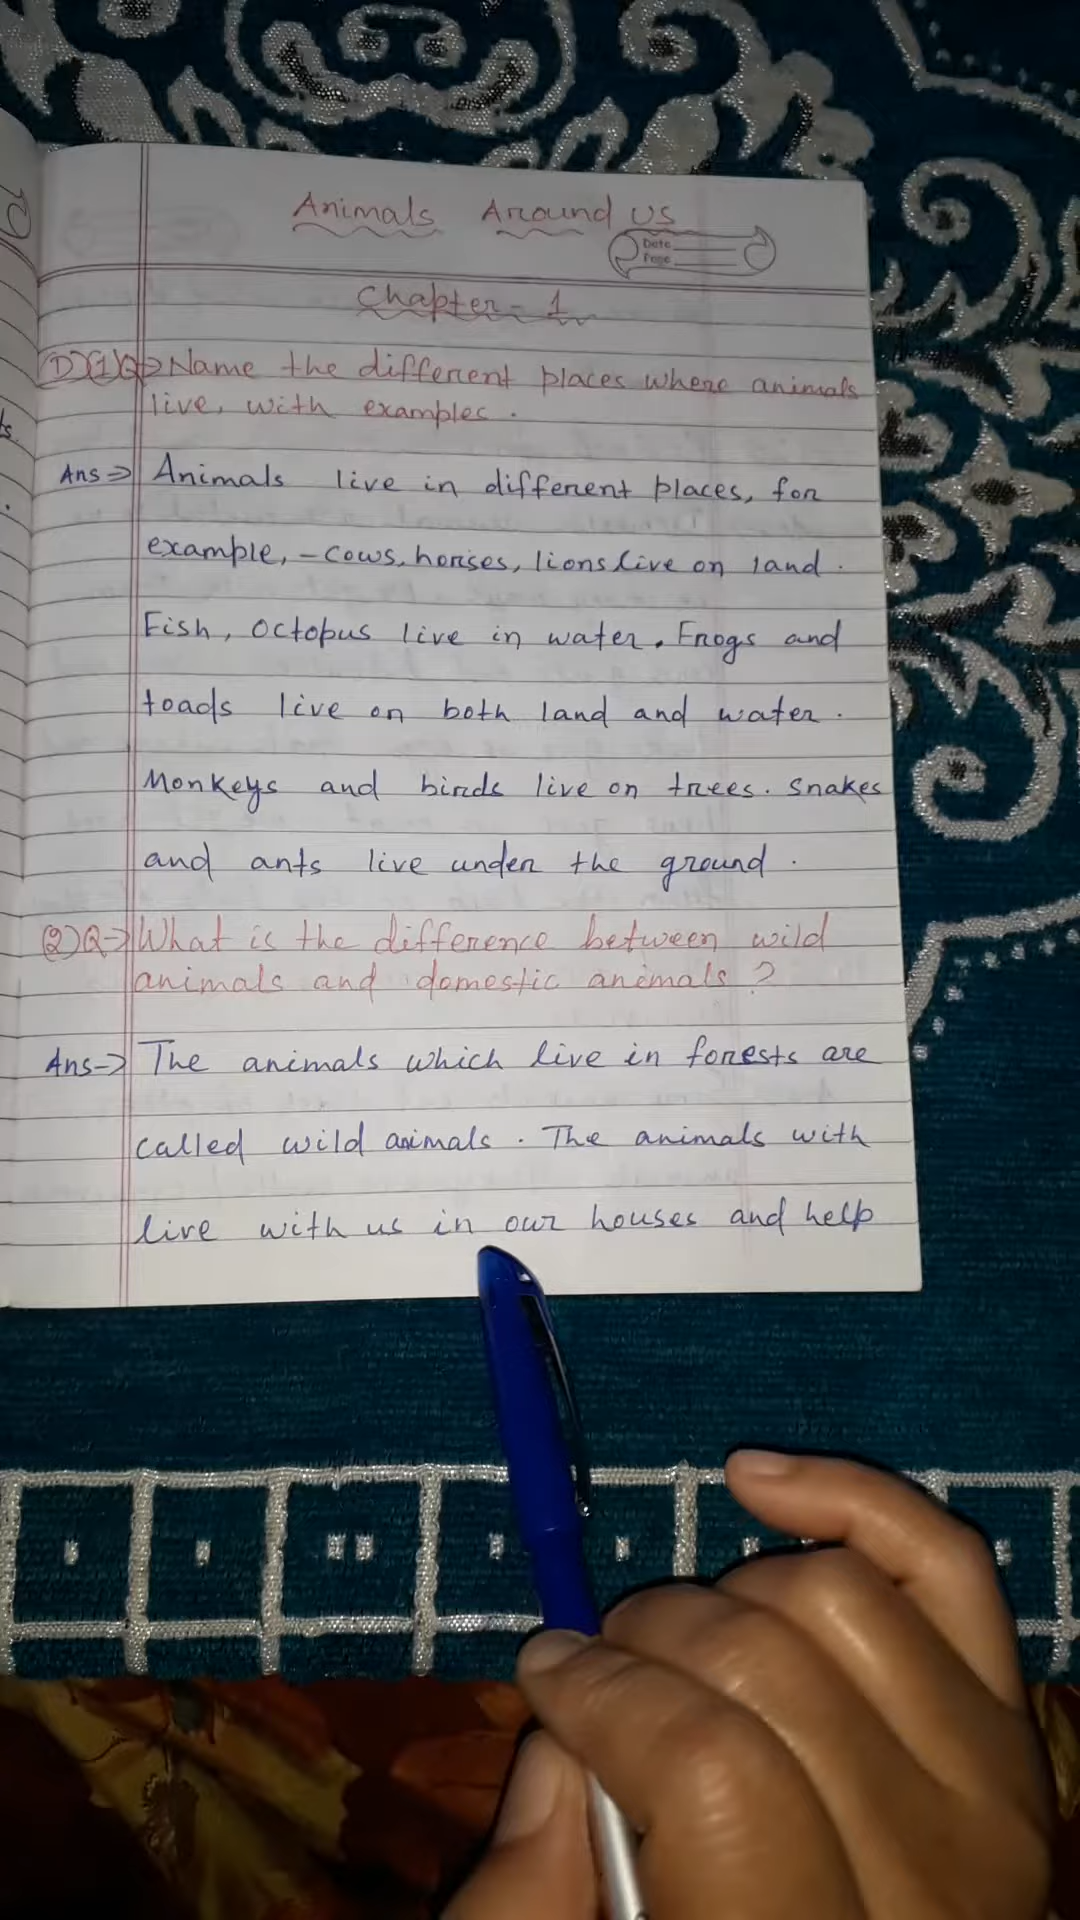 Animals Around us
Date
Page
Chapter - 1
D)(1)Q⇒ Name the different places where animals
live, with examples.
Ans⇒ Animals live in different places, for
example, - cows, horses, lions live on land.
Fish, octopus live in water. Frogs and
toads live on both land and water.
Monkeys and birds live on trees. Snakes
and ants live under the ground.
(2)Q→ What is the difference between wild
animals and domestic animals?
Ans→ The animals which live in forests are
called wild animals. The animals with
live with us in our houses and help